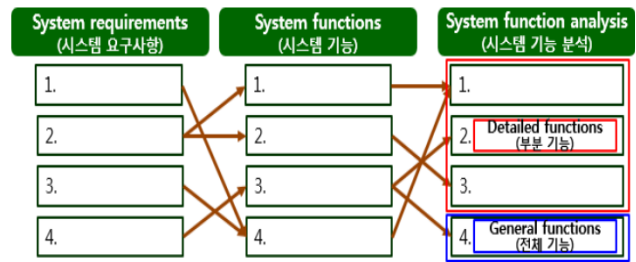 System requirements
(시스템 요구사항)
System functions
(시스템 기능)
System function analysis
(시스템 기능 분석)
1.
1.
1.
2.
2.
2. Detailed functions
(부분 기능)
3.
3.
3.
4.
4.
4. General functions
(전체 기능)